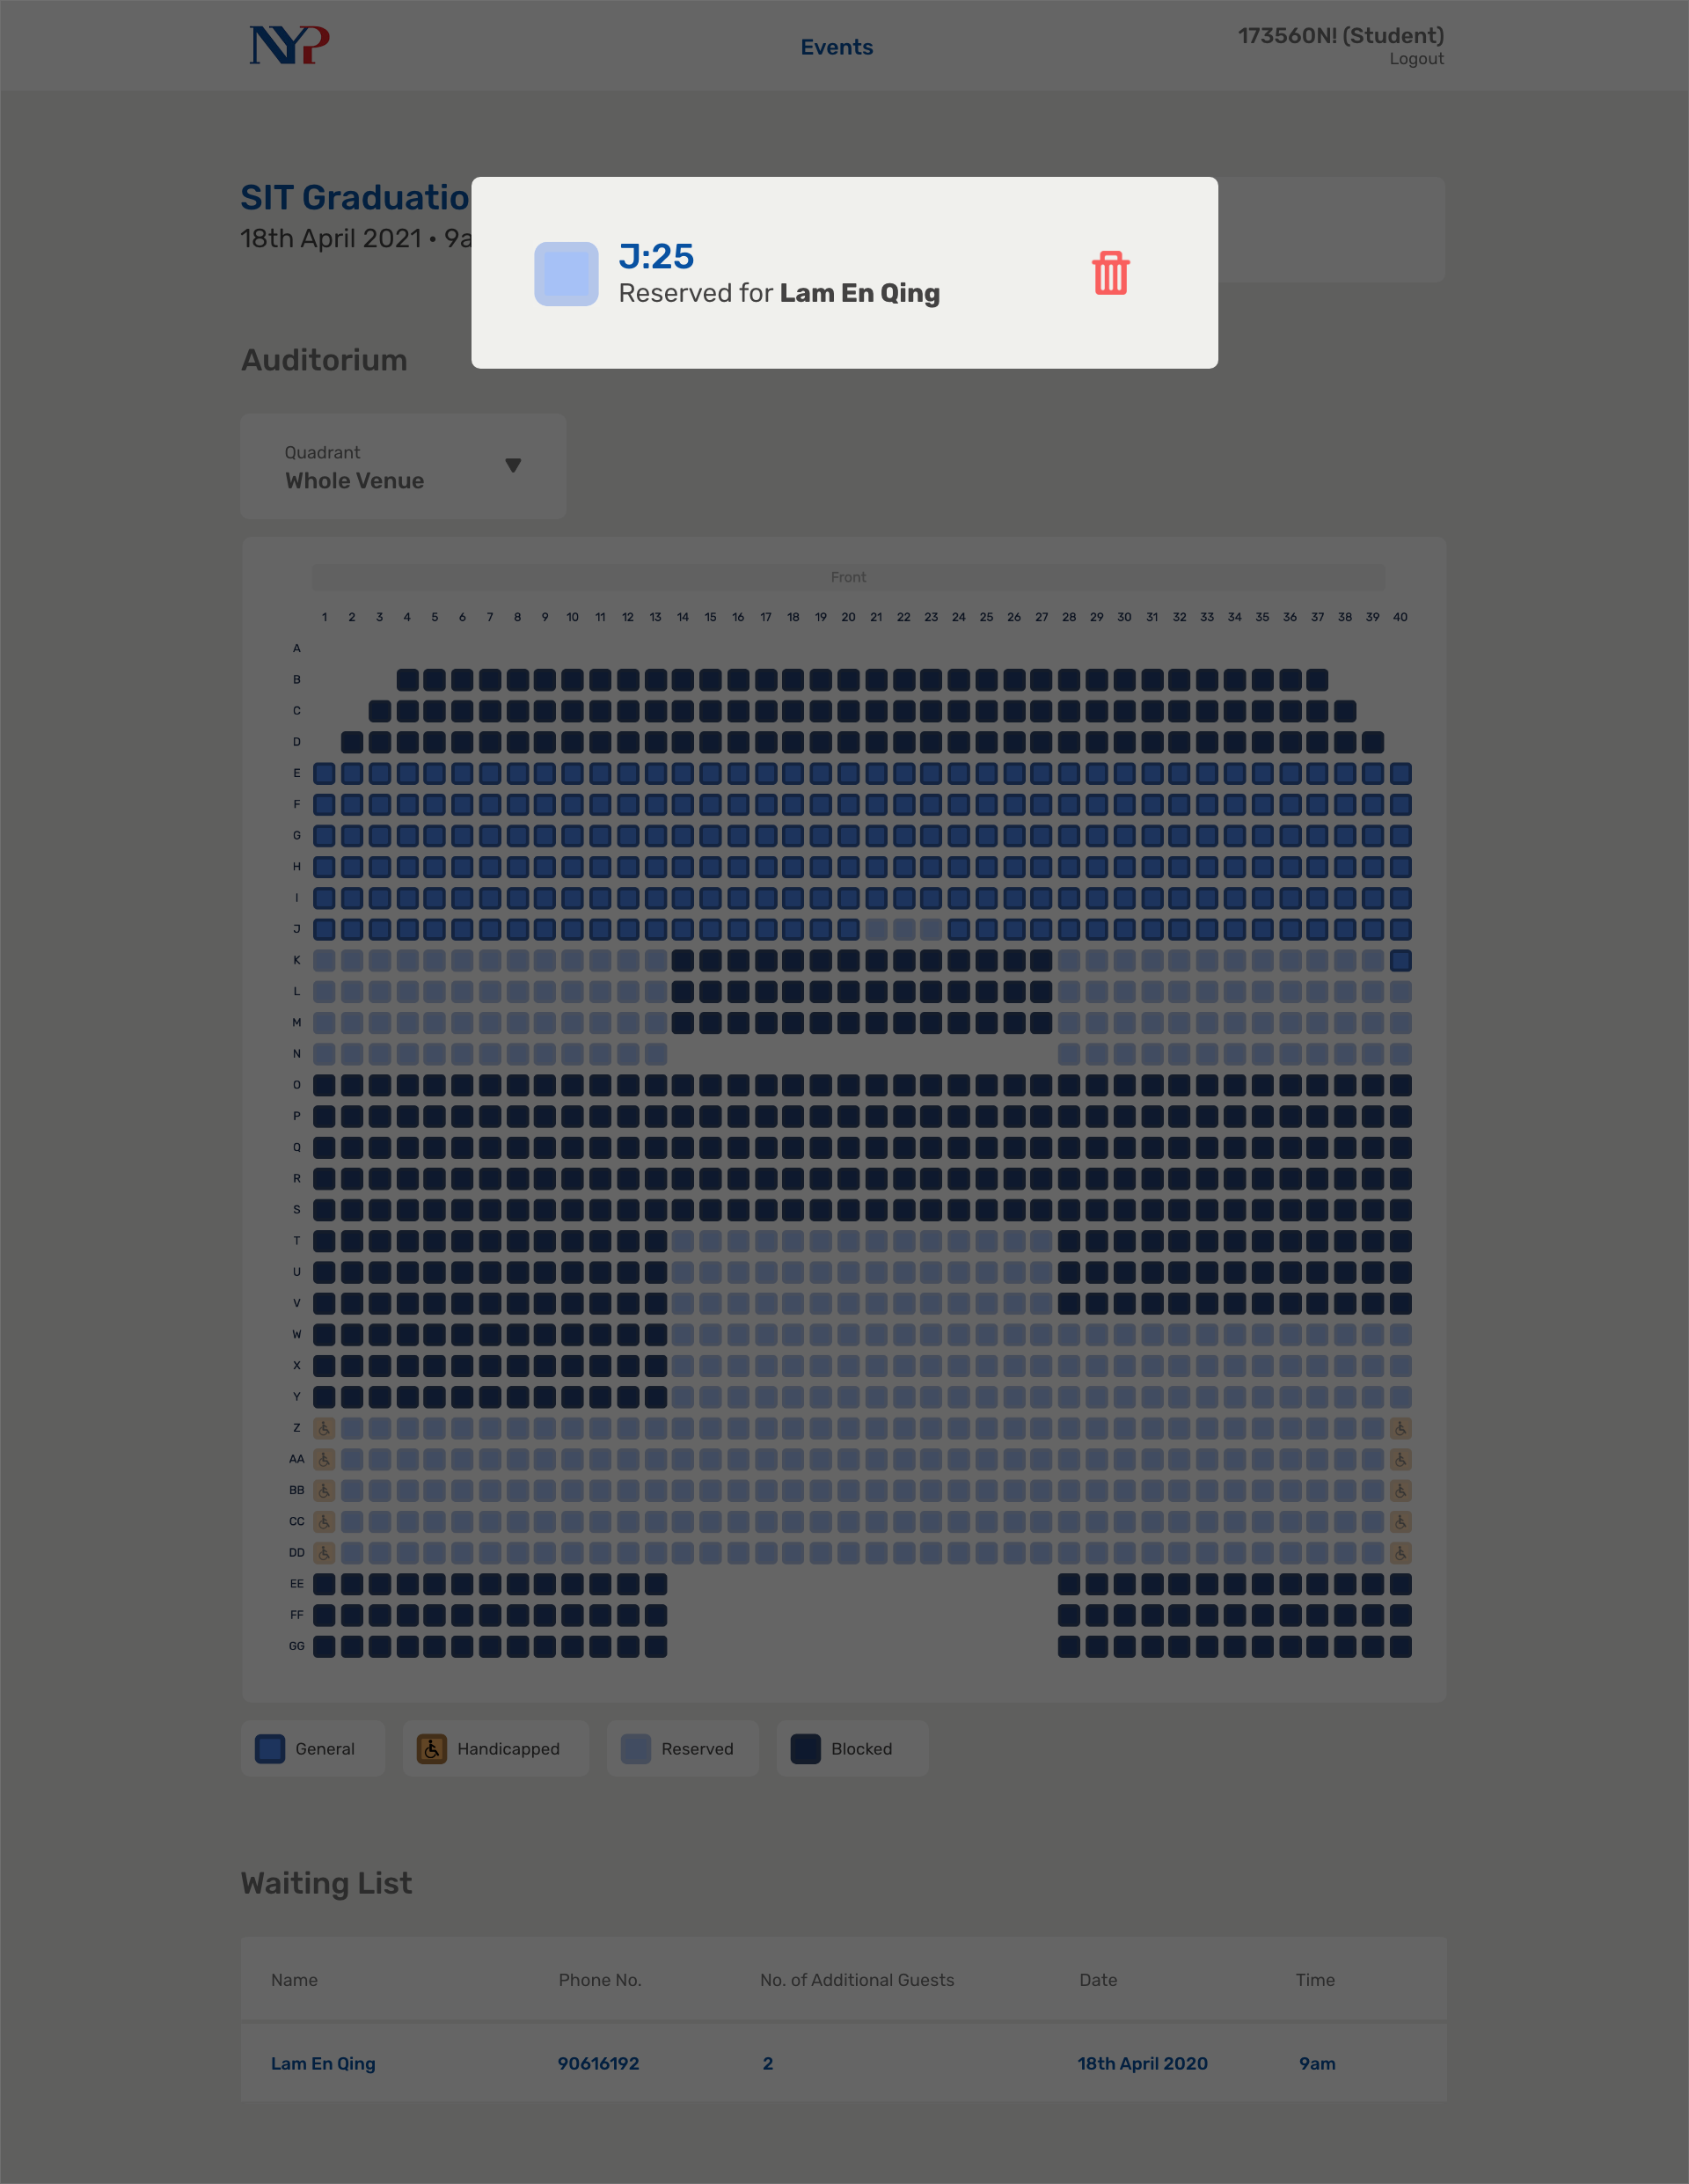 NYP
Events
173560N! (Student)
Logout
SIT Graduatio
18th April 2021 • 9a
J:25
Reserved for Lam En Qing
Auditorium
Quadrant
Whole Venue
Front
1 2 3 4 5 6 7 8 9 10 11 12 13 14 15 16 17 18 19 20 21 22 23 24 25 26 27 28 29 30 31 32 33 34 35 36 37 38 39 40
A
B
C
D
E
F
G
H
I
J
K
L
M
N
O
P
Q
R
S
T
U
V
W
X
Y
Z
AA
BB
CC
DD
EE
FF
GG
General Handicapped Reserved Blocked
Waiting List
Name Phone No. No. of Additional Guests Date Time
Lam En Qing 90616192 2 18th April 2020 9am